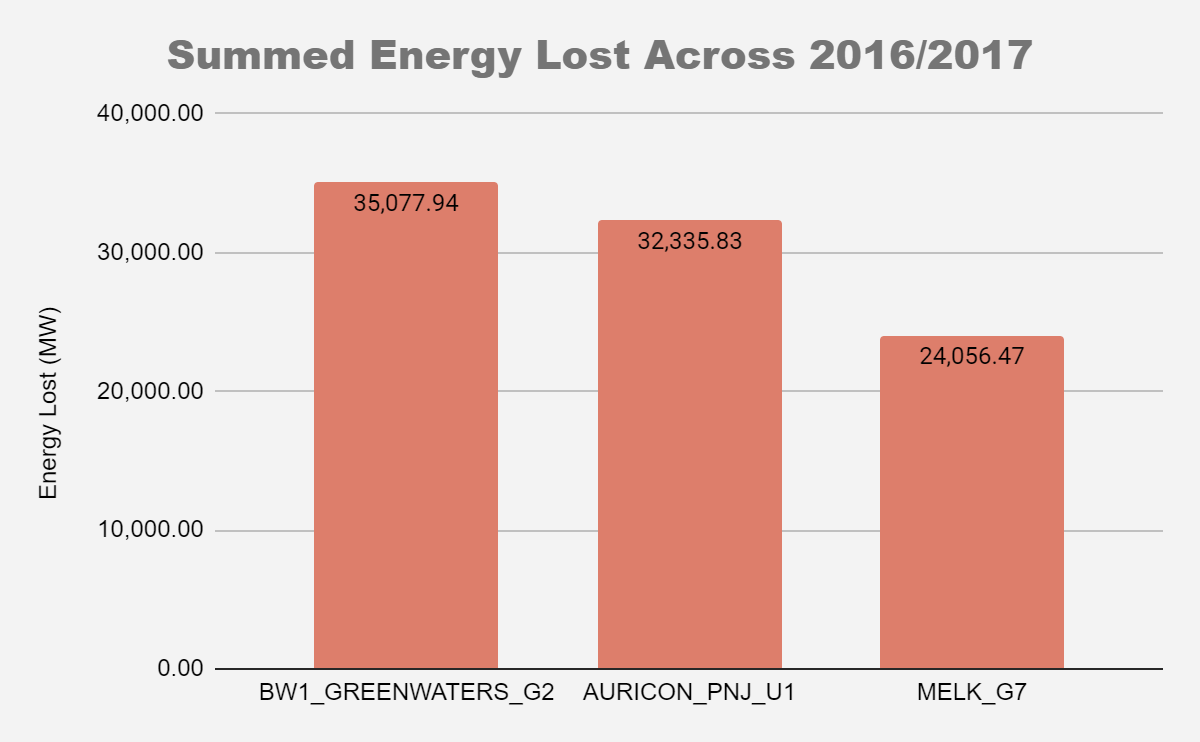 Summed Energy Lost Across 2016/2017
40,000.00
30,000.00
20,000.00
10,000.00
0.00
Energy Lost (MW)
35,077.94
32,335.83
24,056.47
BW1_GREENWATERS_G2
AURICON_PNJ_U1
MELK_G7